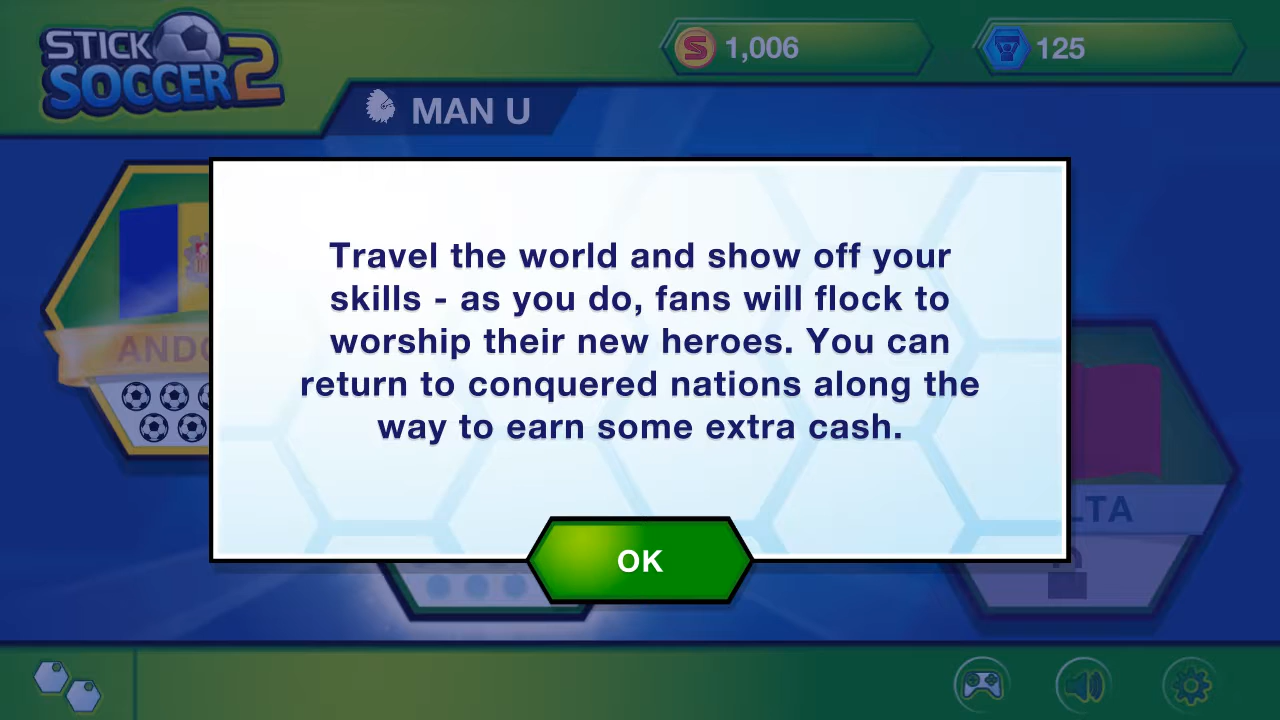 STICK
SOCCER 2
1,006
125
MAN U
Travel the world and show off your
skills - as you do, fans will flock to
worship their new heroes. You can
return to conquered nations along the
way to earn some extra cash.
OK